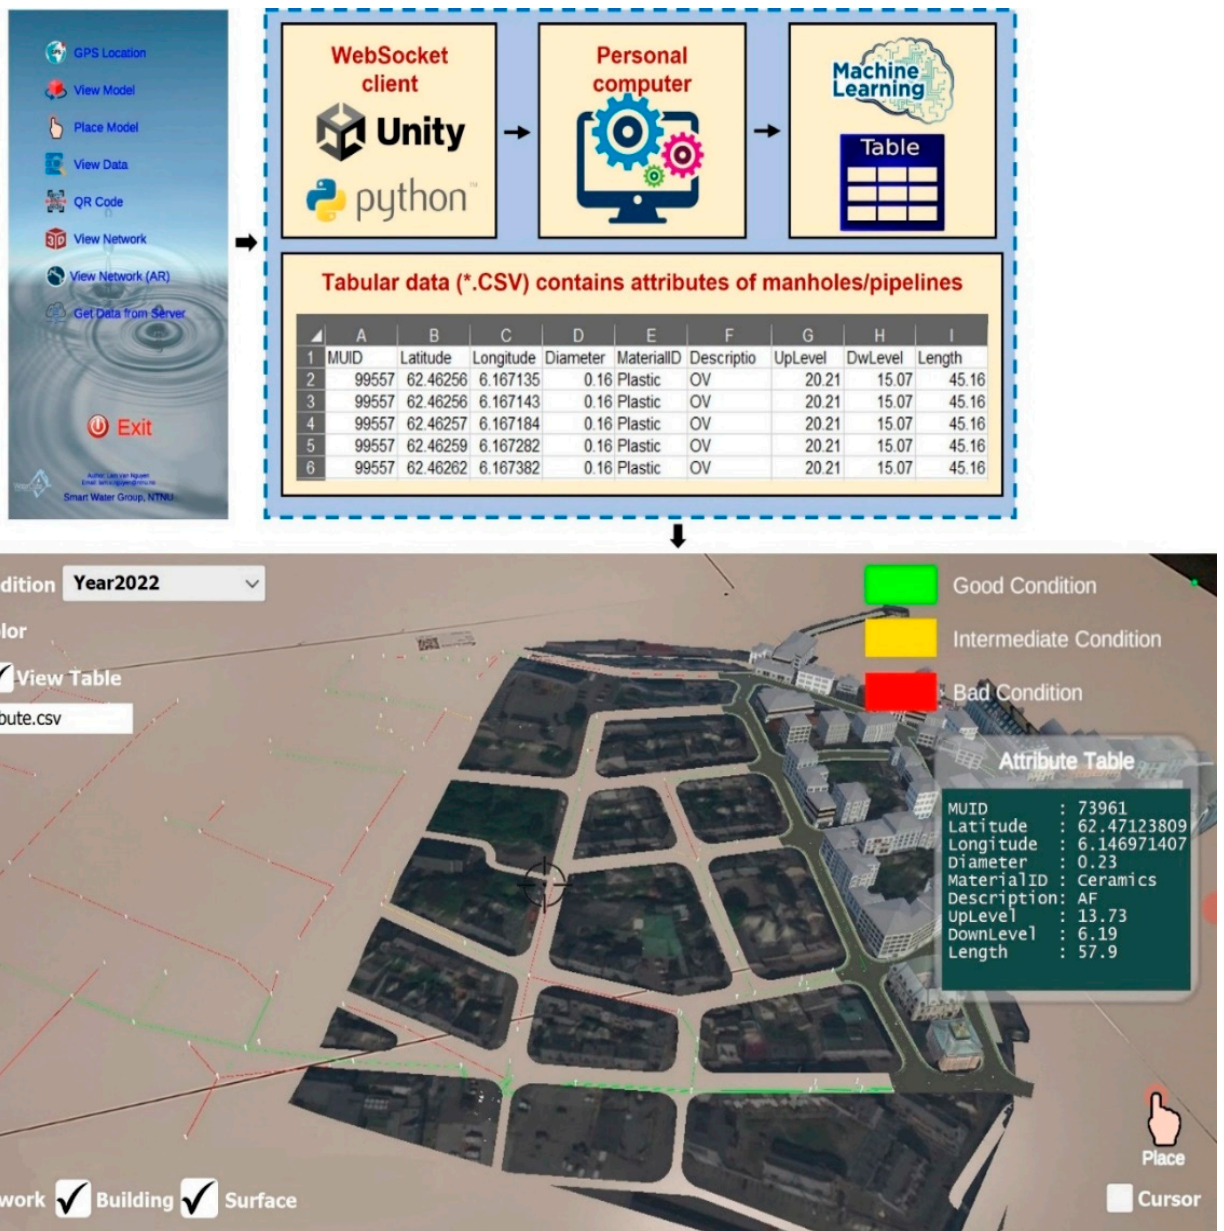 GPS Location
View Model
Place Model
View Data
QR Code
View Network
View Network (AR)
Get Data from Server
Exit
Smart Water Group, NTNU
WebSocket
client
Unity
python™
Personal
computer
Machine
Learning
Table
Tabular data (*.CSV) contains attributes of manholes/pipelines
A B C D E F G H I
1 MUID Latitude Longitude Diameter MaterialID Descriptio UpLevel DwLevel Length
2 99557 62.46256 6.167135 0.16 Plastic OV 20.21 15.07 45.16
3 99557 62.46256 6.167143 0.16 Plastic OV 20.21 15.07 45.16
4 99557 62.46257 6.167184 0.16 Plastic OV 20.21 15.07 45.16
5 99557 62.46259 6.167282 0.16 Plastic OV 20.21 15.07 45.16
6 99557 62.46262 6.167382 0.16 Plastic OV 20.21 15.07 45.16
dition Year2022
lor
View Table
bute.csv
Good Condition
Intermediate Condition
Bad Condition
Attribute Table
MUID : 73961
Latitude : 62.47123809
Longitude : 6.146971407
Diameter : 0.23
MaterialID : Ceramics
Description: AF
UpLevel : 13.73
DownLevel : 6.19
Length : 57.9
Place
work Building Surface
Cursor